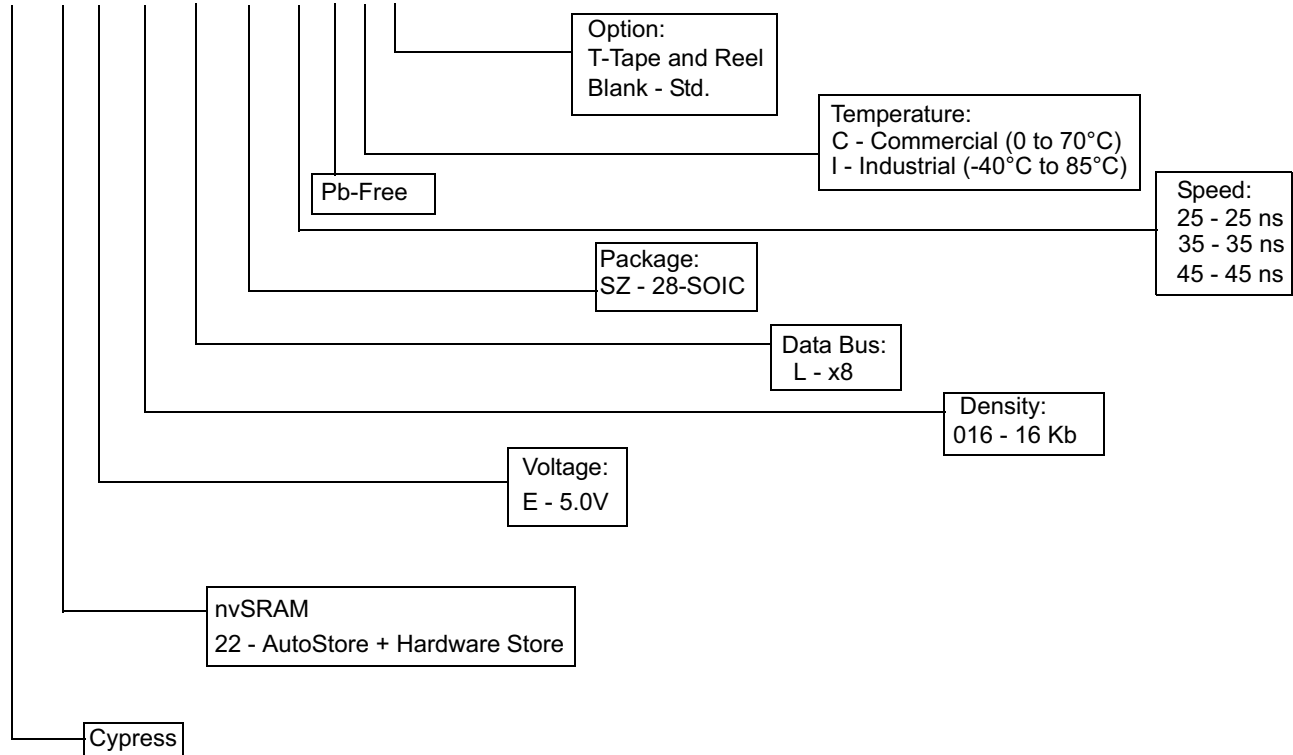 Option:
T-Tape and Reel
Blank - Std.
Temperature:
C - Commercial (0 to 70°C)
I - Industrial (-40°C to 85°C)
Pb-Free
Speed:
25 - 25 ns
35 - 35 ns
45 - 45 ns
Package:
SZ - 28-SOIC
Data Bus:
L - x8
Density:
016 - 16 Kb
Voltage:
E - 5.0V
nvSRAM
22 - AutoStore + Hardware Store
Cypress